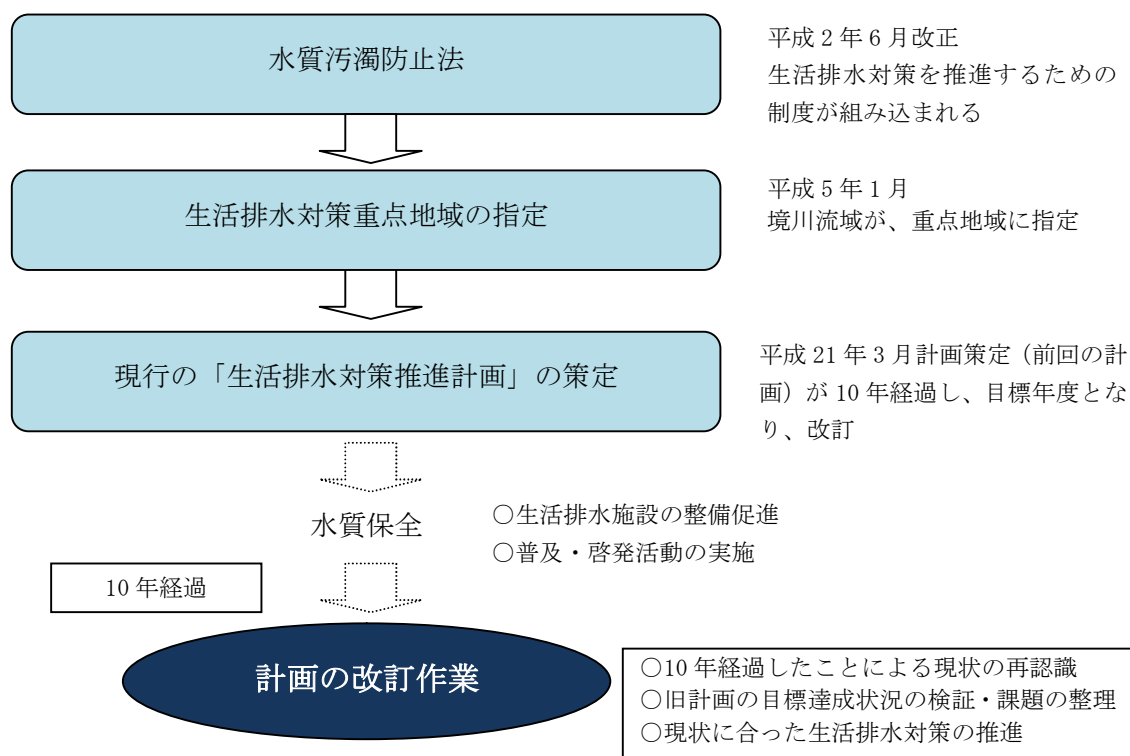 水質汚濁防止法
平成 2 年 6 月改正
生活排水対策を推進するための
制度が組み込まれる
生活排水対策重点地域の指定
平成 5 年 1 月
境川流域が、重点地域に指定
現行の「生活排水対策推進計画」の策定
平成 21 年 3 月計画策定（前回の計
画）が 10 年経過し、目標年度とな
り、改訂
水質保全
○生活排水施設の整備促進
○普及・啓発活動の実施
10 年経過
計画の改訂作業
○10 年経過したことによる現状の再認識
○旧計画の目標達成状況の検証・課題の整理
○現状に合った生活排水対策の推進